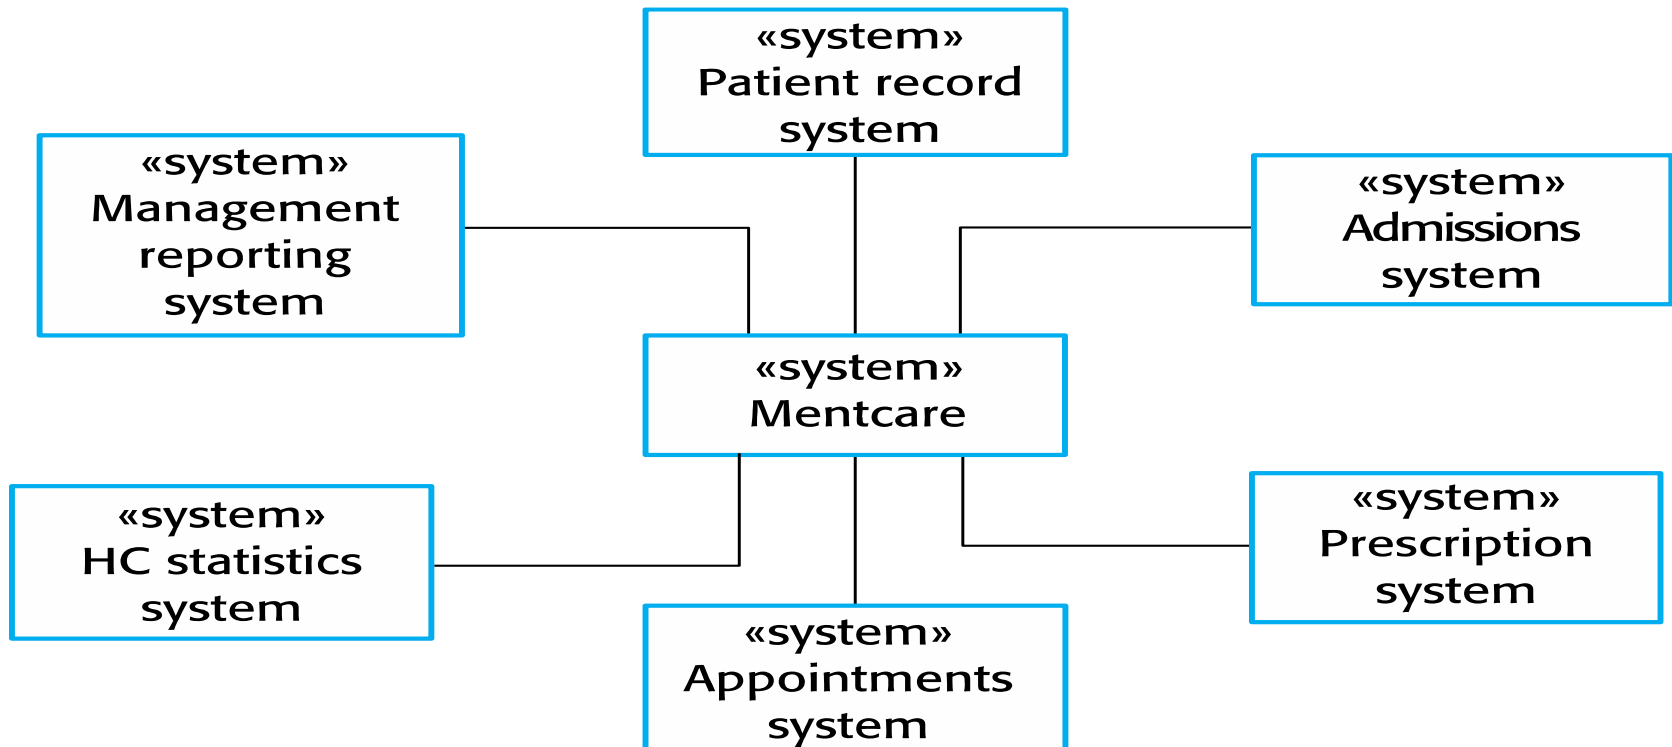 «system»
Patient record
system
«system»
Management
reporting
system
«system»
Admissions
system
«system»
Mentcare
«system»
HC statistics
system
«system»
Prescription
system
«system»
Appointments
system